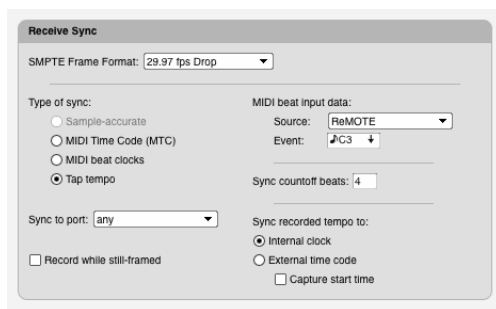 Receive Sync
SMPTE Frame Format: 29.97 fps Drop
Type of sync:
Sample-accurate
MIDI Time Code (MTC)
MIDI beat clocks
Tap tempo
Sync to port: any
Record while still-framed
MIDI beat input data:
Source: ReMOTE
Event: ♪C3
Sync countoff beats: 4
Sync recorded tempo to:
Internal clock
External time code
Capture start time